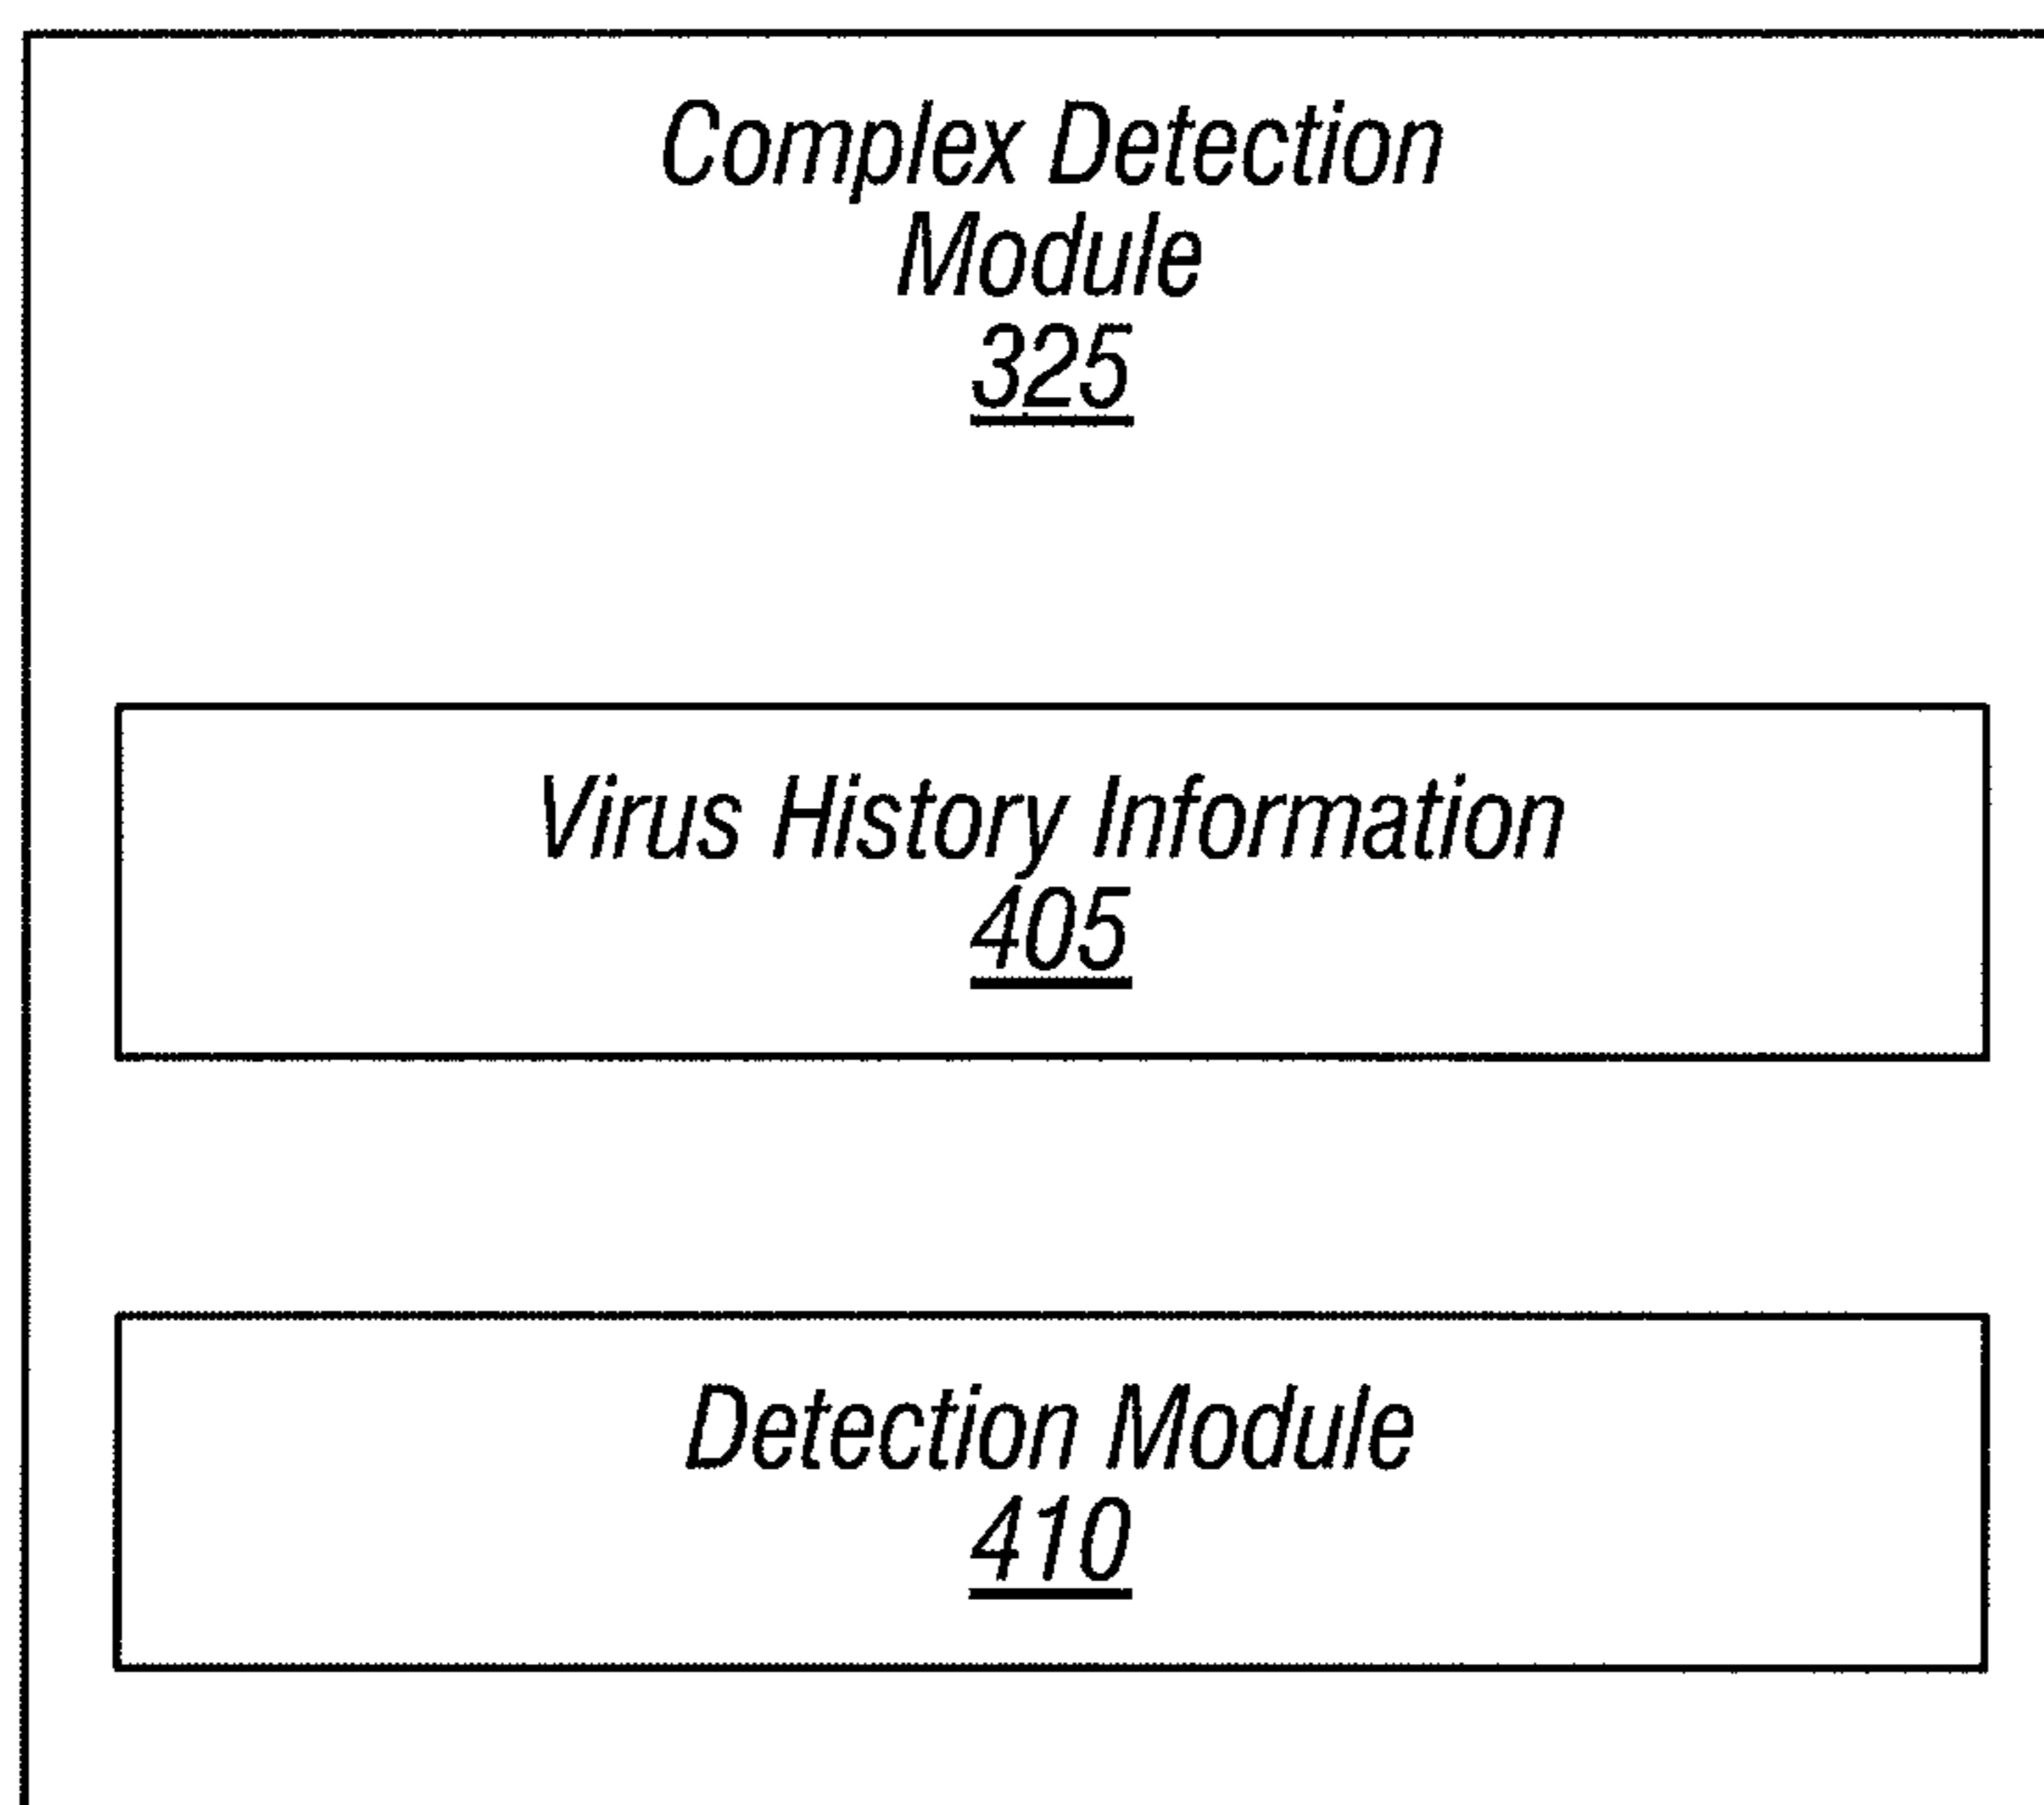 Complex Detection
Module
325
Virus History Information
405
Detection Module
410